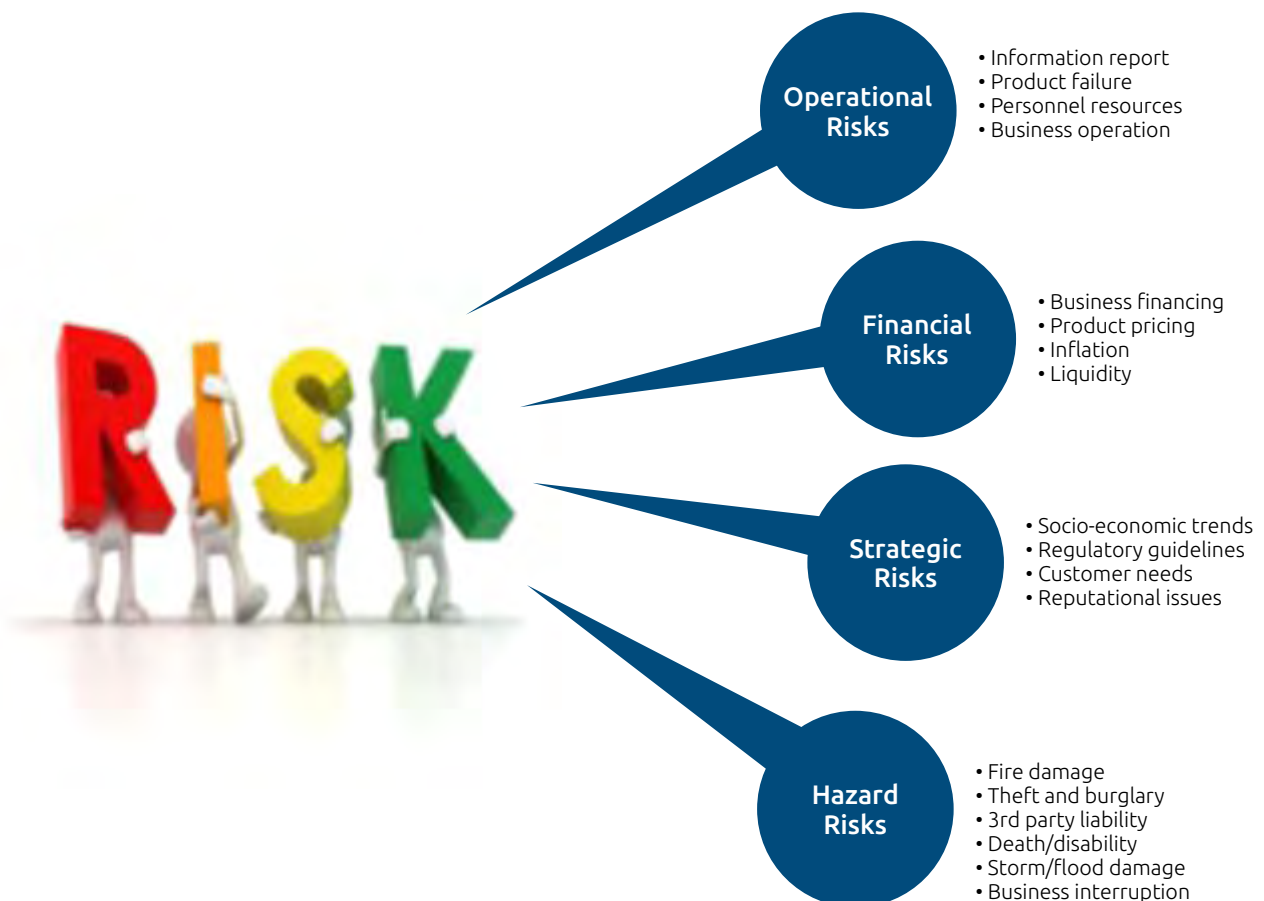 RISK
Operational
Risks
• Information report
• Product failure
• Personnel resources
• Business operation
Financial
Risks
• Business financing
• Product pricing
• Inflation
• Liquidity
Strategic
Risks
• Socio-economic trends
• Regulatory guidelines
• Customer needs
• Reputational issues
Hazard
Risks
• Fire damage
• Theft and burglary
• 3rd party liability
• Death/disability
• Storm/flood damage
• Business interruption